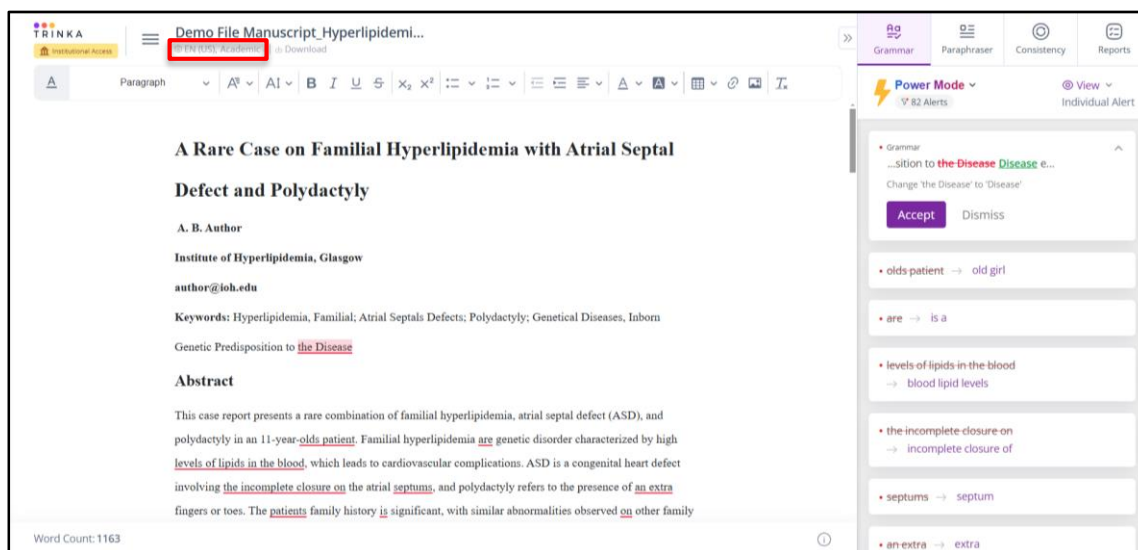 TRINKA
Institutional Access
Demo File Manuscript_Hyperlipidemi...
EN (US), Academic
Download
Paragraph
A Rare Case on Familial Hyperlipidemia with Atrial Septal
Defect and Polydactyly
A. B. Author
Institute of Hyperlipidemia, Glasgow
author@ioh.edu
Keywords: Hyperlipidemia, Familial; Atrial Septals Defects; Polydactyly; Genetical Diseases, Inborn
Genetic Predisposition to the Disease
Abstract
This case report presents a rare combination of familial hyperlipidemia, atrial septal defect (ASD), and
polydactyly in an 11-year-olds patient. Familial hyperlipidemia are genetic disorder characterized by high
levels of lipids in the blood, which leads to cardiovascular complications. ASD is a congenital heart defect
involving the incomplete closure on the atrial septums, and polydactyly refers to the presence of an extra
fingers or toes. The patients family history is significant, with similar abnormalities observed on other family
Word Count: 1163
Grammar
Paraphraser
Consistency
Reports
Power Mode
82 Alerts
View
Individual Alert
Grammar
...sition to the Disease Disease e...
Change 'the Disease' to 'Disease'
Accept Dismiss
olds patient → old girl
are → is a
levels of lipids in the blood
→ blood lipid levels
the incomplete closure on
→ incomplete closure of
septums → septum
an extra → extra